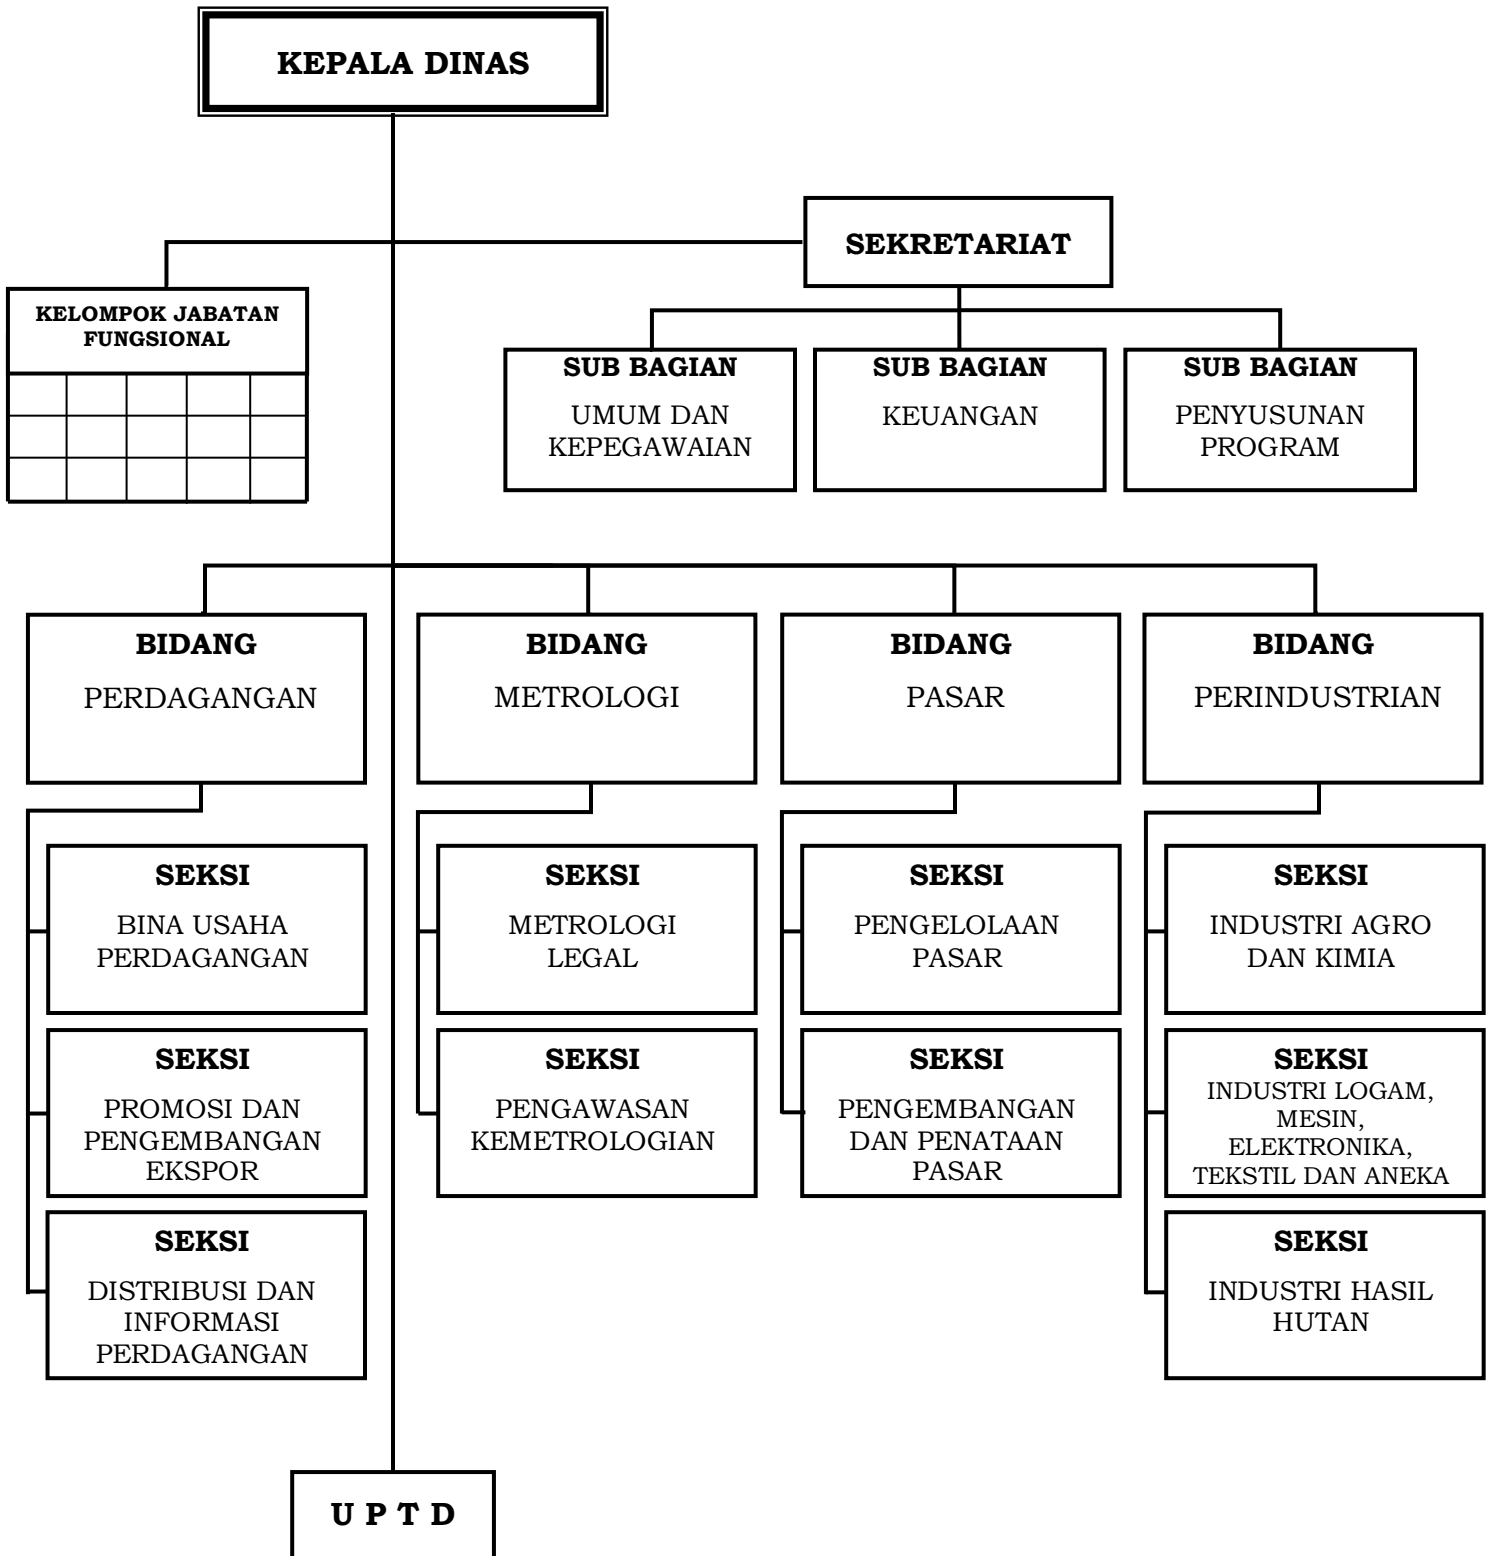 KEPALA DINAS
SEKRETARIAT
KELOMPOK JABATAN
FUNGSIONAL
SUB BAGIAN
UMUM DAN
KEPEGAWAIAN
SUB BAGIAN
KEUANGAN
SUB BAGIAN
PENYUSUNAN
PROGRAM
BIDANG
PERDAGANGAN
BIDANG
METROLOGI
BIDANG
PASAR
BIDANG
PERINDUSTRIAN
SEKSI
BINA USAHA
PERDAGANGAN
SEKSI
METROLOGI
LEGAL
SEKSI
PENGELOLAAN
PASAR
SEKSI
INDUSTRI AGRO
DAN KIMIA
SEKSI
PROMOSI DAN
PENGEMBANGAN
EKSPOR
SEKSI
PENGAWASAN
KEMETROLOGIAN
SEKSI
PENGEMBANGAN
DAN PENATAAN
PASAR
SEKSI
INDUSTRI LOGAM,
MESIN,
ELEKTRONIKA,
TEKSTIL DAN ANEKA
SEKSI
DISTRIBUSI DAN
INFORMASI
PERDAGANGAN
SEKSI
INDUSTRI HASIL
HUTAN
U P T D